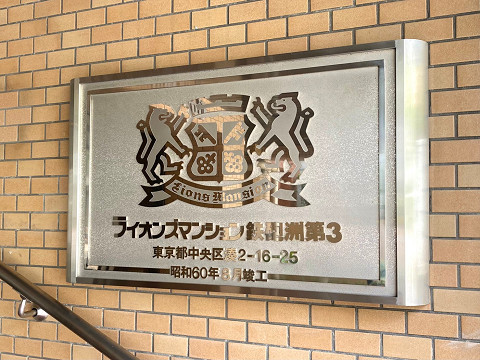 Lions Mansion
ライオンズマンション鉄砲洲第3
東京都中央区湊2-16-25
昭和60年8月竣工